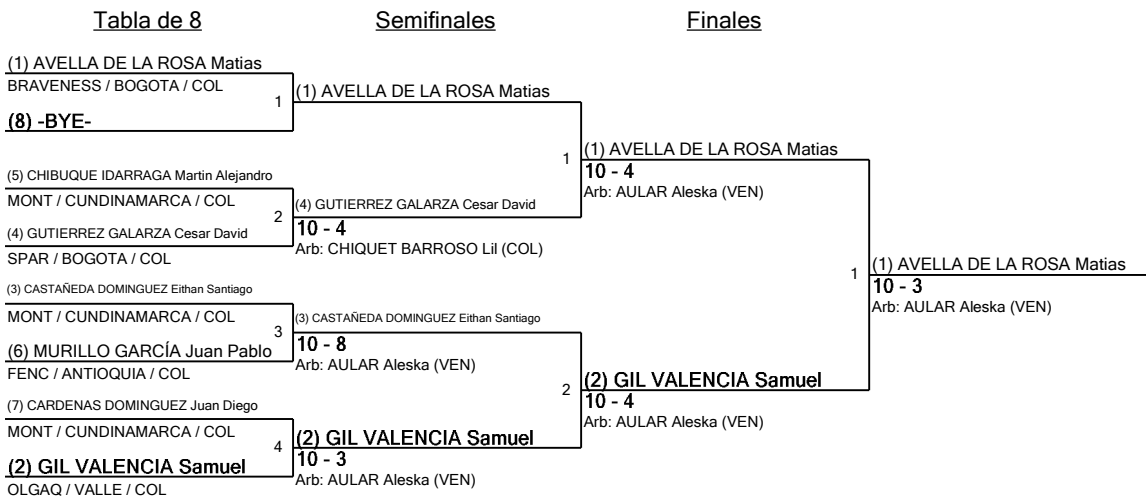 Tabla de 8
Semifinales
Finales
(1) AVELLA DE LA ROSA Matias
BRAVENESS / BOGOTA / COL
1
(8) -BYE-
(5) CHIBUQUE IDARRAGA Martin Alejandro
MONT / CUNDINAMARCA / COL
2
(4) GUTIERREZ GALARZA Cesar David
SPAR / BOGOTA / COL
(3) CASTAÑEDA DOMINGUEZ Eithan Santiago
MONT / CUNDINAMARCA / COL
3
(6) MURILLO GARCÍA Juan Pablo
FENC / ANTIOQUIA / COL
(7) CARDENAS DOMINGUEZ Juan Diego
MONT / CUNDINAMARCA / COL
4
(2) GIL VALENCIA Samuel
OLGAQ / VALLE / COL
(1) AVELLA DE LA ROSA Matias
1
(4) GUTIERREZ GALARZA Cesar David
10 - 4
Arb: CHIQUET BARROSO Lil (COL)
(3) CASTAÑEDA DOMINGUEZ Eithan Santiago
10 - 8
Arb: AULAR Aleska (VEN)
2
(2) GIL VALENCIA Samuel
10 - 3
Arb: AULAR Aleska (VEN)
(1) AVELLA DE LA ROSA Matias
10 - 4
Arb: AULAR Aleska (VEN)
1
(2) GIL VALENCIA Samuel
10 - 4
Arb: AULAR Aleska (VEN)
(1) AVELLA DE LA ROSA Matias
10 - 3
Arb: AULAR Aleska (VEN)